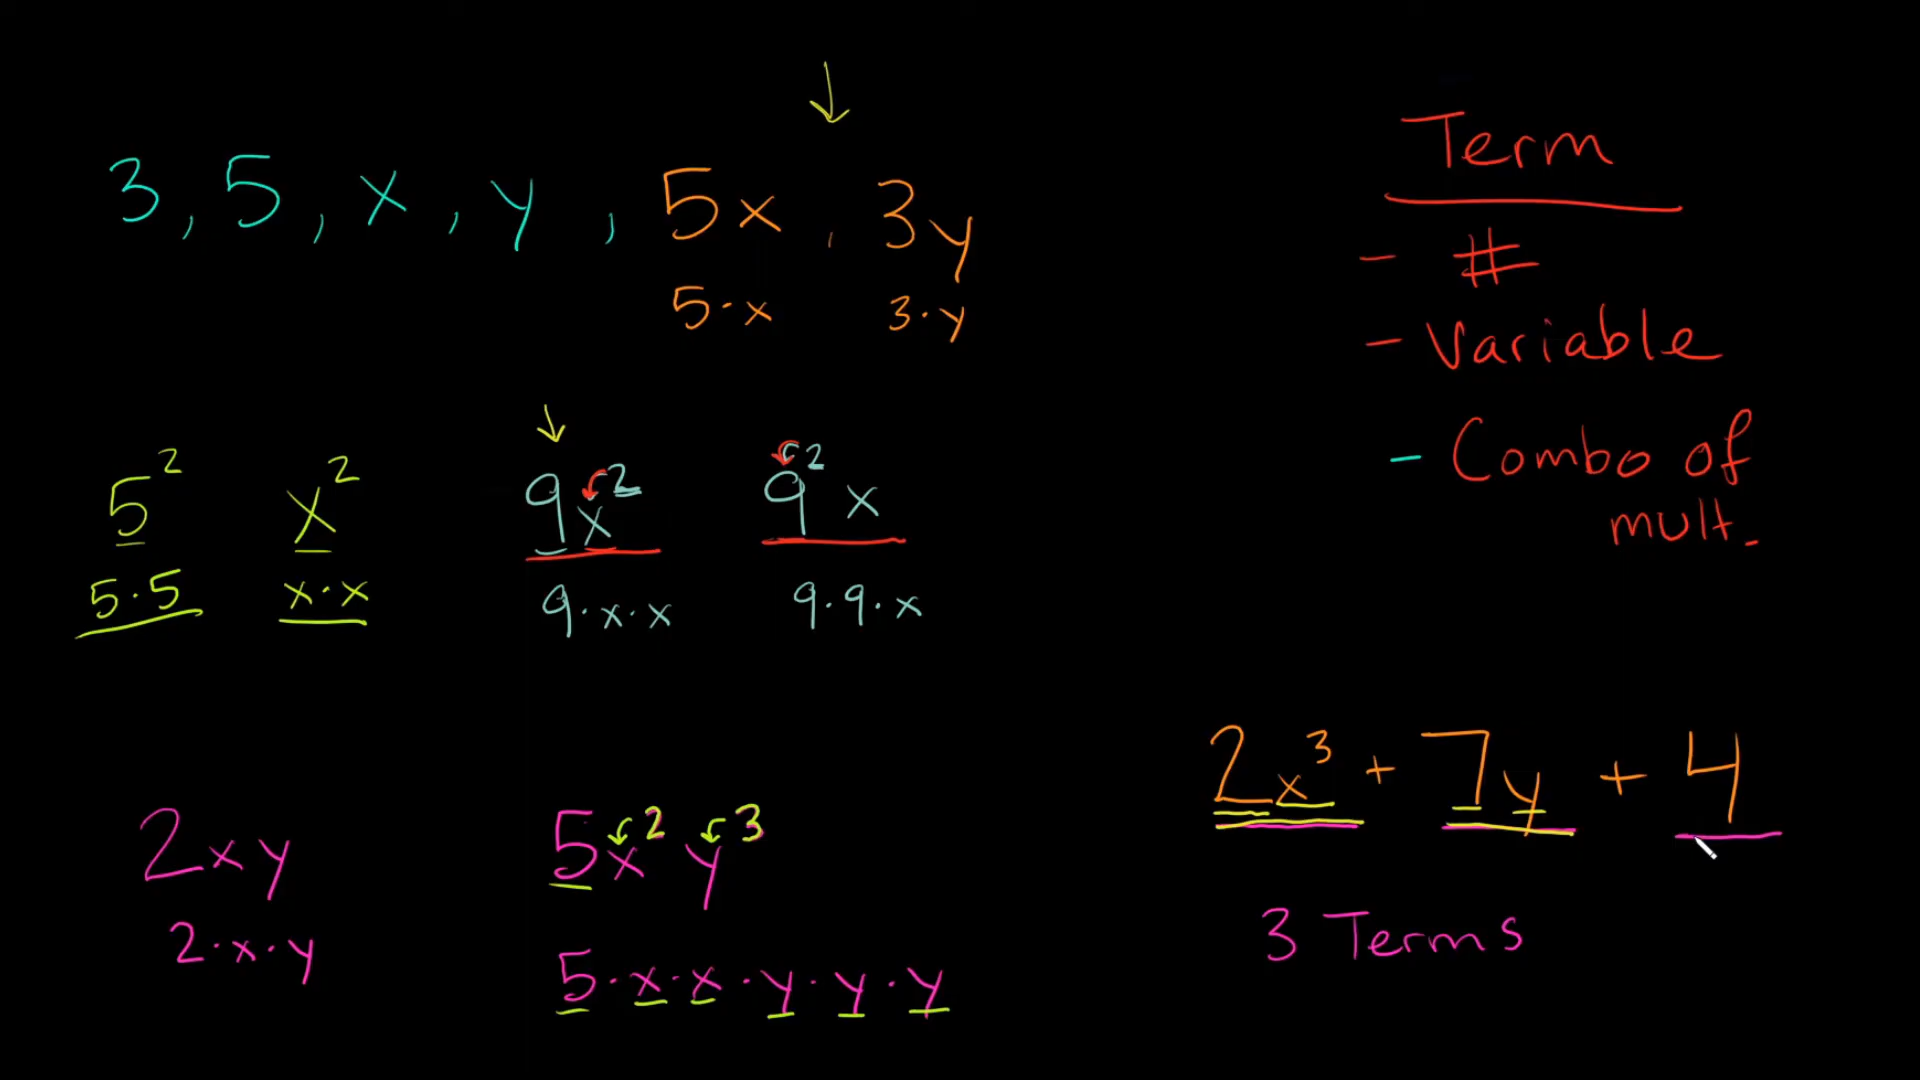 3, 5, x, y, 5x, 3y
5·x 3·y
5² x² 9x² 9²x
5·5 x·x 9·x·x 9·9·x
2xy 5x²y³
2·x·y 5·x·x·y·y·y
Term
- #
- Variable
- Combo of
mult.
2x³ + 7y + 4
3 Terms